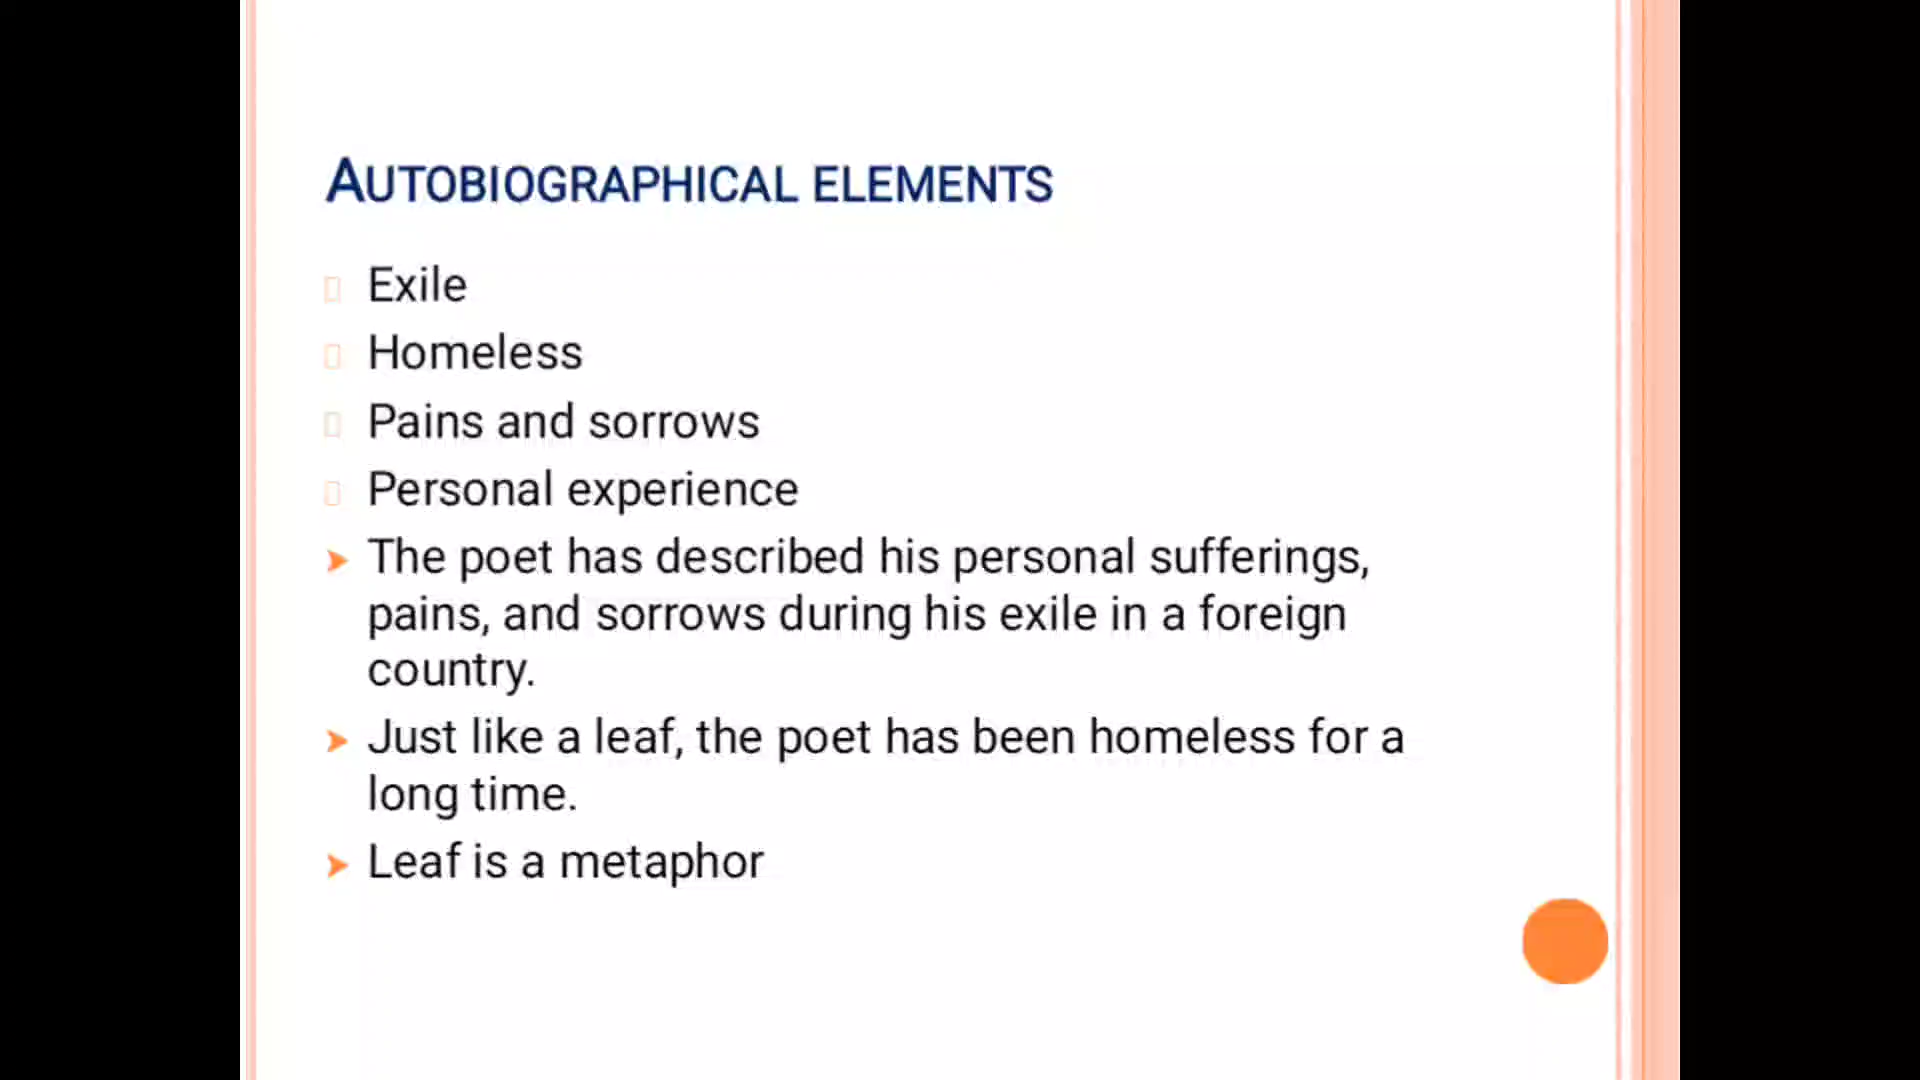 AUTOBIOGRAPHICAL ELEMENTS
Exile
Homeless
Pains and sorrows
Personal experience
➤ The poet has described his personal sufferings,
pains, and sorrows during his exile in a foreign
country.
➤ Just like a leaf, the poet has been homeless for a
long time.
➤ Leaf is a metaphor